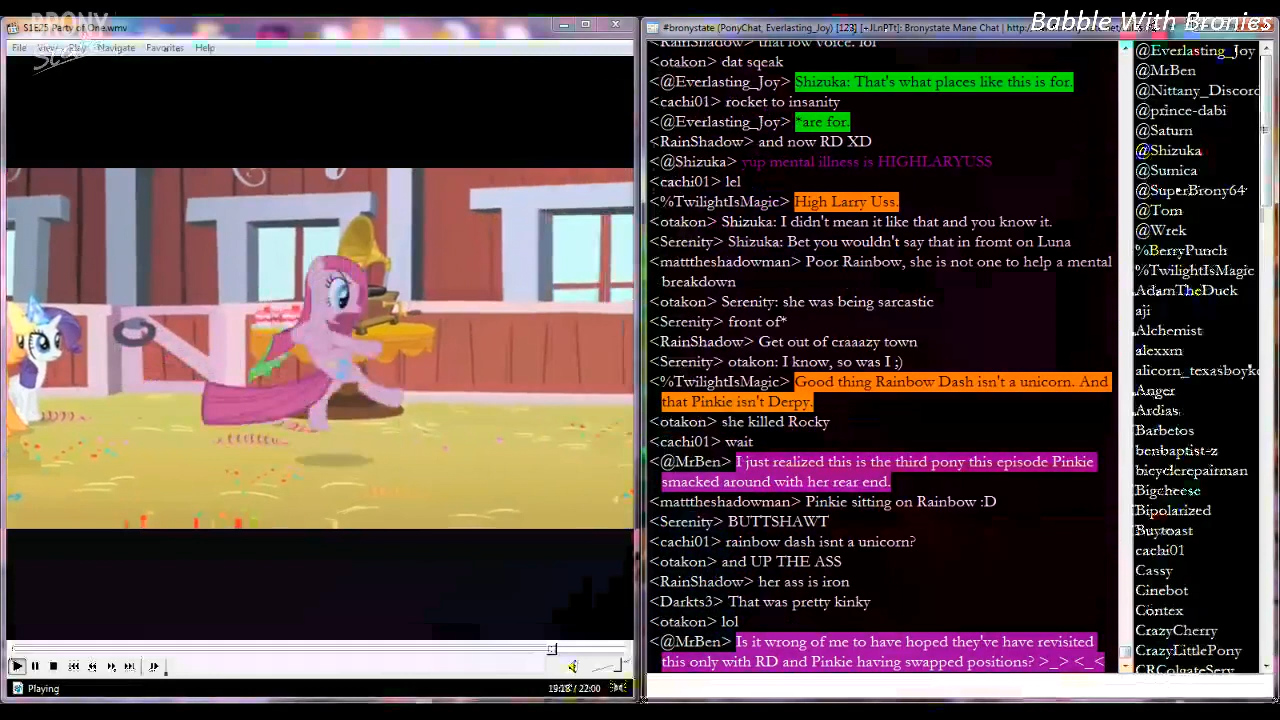 Babble With Bronies
S1E25 Party of One.wmv
File View Play Navigate Favorites Help
Playing
19:18 / 22:00
#bronystate (PonyChat, Everlasting_Joy) [123] [+JLnPTt]: Bronystate Mane Chat | http://
<RainShadow> that low voice. lol
<otakon> dat sqeak
<@Everlasting_Joy> Shizuka: That's what places like this is for.
<cachi01> rocket to insanity
<@Everlasting_Joy> *are for.
<RainShadow> and now RD XD
<@Shizuka> yup mental illness is HIGHLARYUSS
<cachi01> lel
<%TwilightIsMagic> High Larry Uss.
<otakon> Shizuka: I didn't mean it like that and you know it.
<Serenity> Shizuka: Bet you wouldn't say that in fromt on Luna
<matttheshadowman> Poor Rainbow, she is not one to help a mental
breakdown
<otakon> Serenity: she was being sarcastic
<Serenity> front of*
<RainShadow> Get out of craaazy town
<Serenity> otakon: I know, so was I ;)
<%TwilightIsMagic> Good thing Rainbow Dash isn't a unicorn. And
that Pinkie isn't Derpy.
<otakon> she killed Rocky
<cachi01> wait
<@MrBen> I just realized this is the third pony this episode Pinkie
smacked around with her rear end.
<matttheshadowman> Pinkie sitting on Rainbow :D
<Serenity> BUTTSHAWT
<cachi01> rainbow dash isnt a unicorn?
<otakon> and UP THE ASS
<RainShadow> her ass is iron
<Darkts3> That was pretty kinky
<otakon> lol
<@MrBen> Is it wrong of me to have hoped they've have revisited
this only with RD and Pinkie having swapped positions? >_> <_<
@Everlasting_Joy
@MrBen
@Nittany_Discord
@prince-dabi
@Saturn
@Shizuka
@Sumica
@SuperBrony64
@Tom
@Wrek
%BerryPunch
%TwilightIsMagic
AdamTheDuck
aji
Alchemist
alexxm
alicorn_texasboyk
Anger
Ardias
Barbetos
benbaptist-z
bicyclerepairman
Bigcheese
Bipolarized
Buytoast
cachi01
Cassy
Cinebot
Contex
CrazyCherry
CrazyLittlePony
CRColgateServ